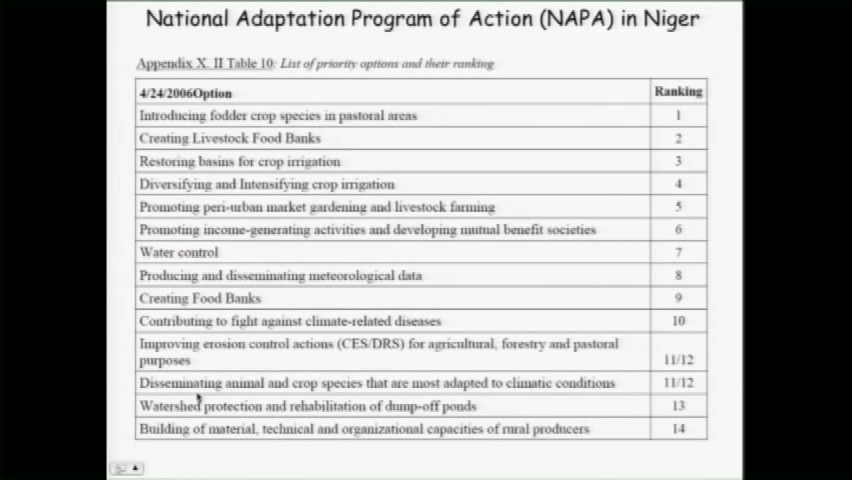 National Adaptation Program of Action (NAPA) in Niger
Appendix X. II Table 10: List of priority options and their ranking
4/24/2006Option Ranking
Introducing fodder crop species in pastoral areas 1
Creating Livestock Food Banks 2
Restoring basins for crop irrigation 3
Diversifying and Intensifying crop irrigation 4
Promoting peri-urban market gardening and livestock farming 5
Promoting income-generating activities and developing mutual benefit societies 6
Water control 7
Producing and disseminating meteorological data 8
Creating Food Banks 9
Contributing to fight against climate-related diseases 10
Improving erosion control actions (CES/DRS) for agricultural, forestry and pastoral
purposes 11/12
Disseminating animal and crop species that are most adapted to climatic conditions 11/12
Watershed protection and rehabilitation of dump-off ponds 13
Building of material, technical and organizational capacities of rural producers 14